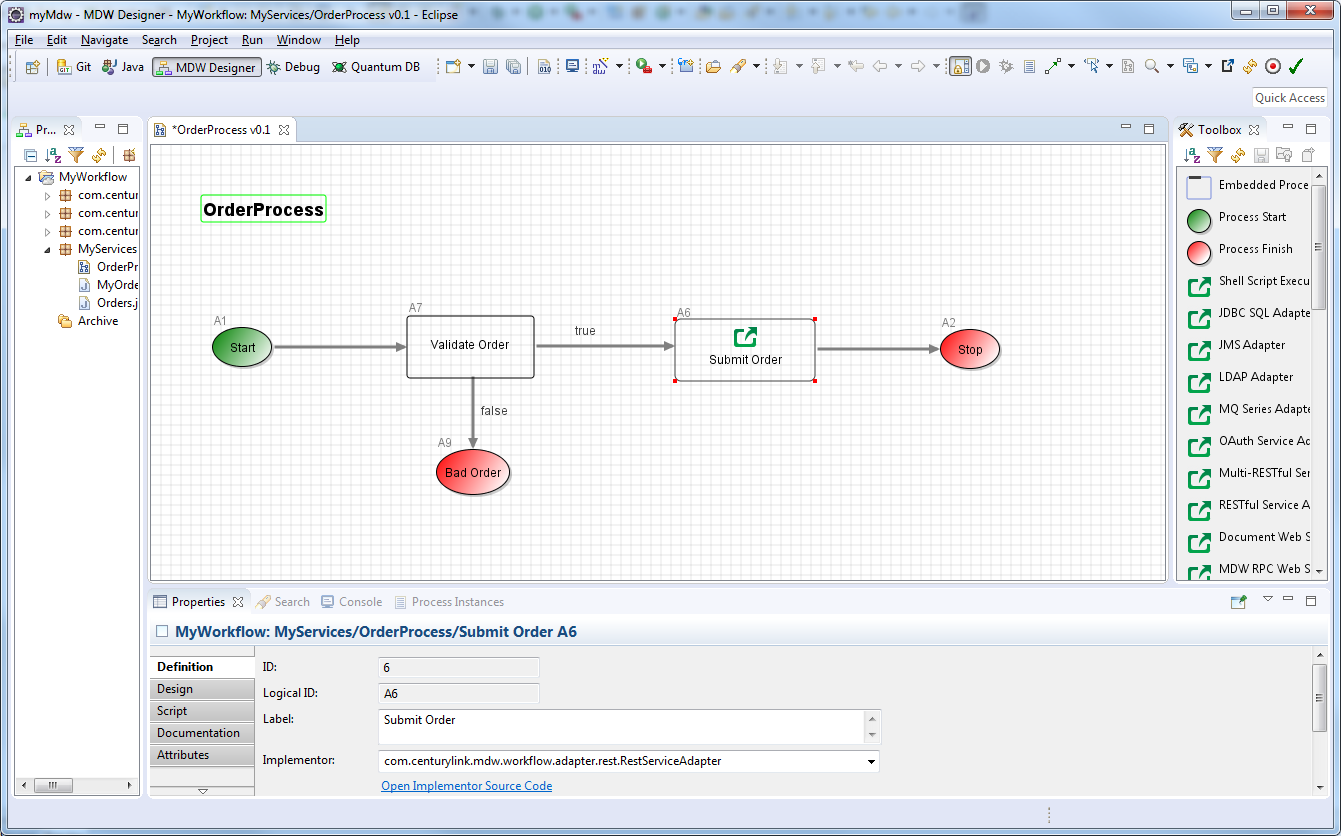 myMdw - MDW Designer - MyWorkflow: MyServices/OrderProcess v0.1 - Eclipse
File Edit Navigate Search Project Run Window Help
Git Java MDW Designer Debug Quantum DB
Quick Access
Pr...
MyWorkflow
com.centur
com.centur
com.centur
MyServices
OrderPr
MyOrde
Orders.j
Archive
*OrderProcess v0.1
OrderProcess
A1
Start
A7
Validate Order
true
false
A6
Submit Order
A2
Stop
A9
Bad Order
Toolbox
Embedded Proce
Process Start
Process Finish
Shell Script Execu
JDBC SQL Adapte
JMS Adapter
LDAP Adapter
MQ Series Adapte
OAuth Service Ad
Multi-RESTful Ser
RESTful Service A
Document Web S
MDW RPC Web S
Properties Search Console Process Instances
MyWorkflow: MyServices/OrderProcess/Submit Order A6
Definition
Design
Script
Documentation
Attributes
ID: 6
Logical ID: A6
Label: Submit Order
Implementor: com.centurylink.mdw.workflow.adapter.rest.RestServiceAdapter
Open Implementor Source Code